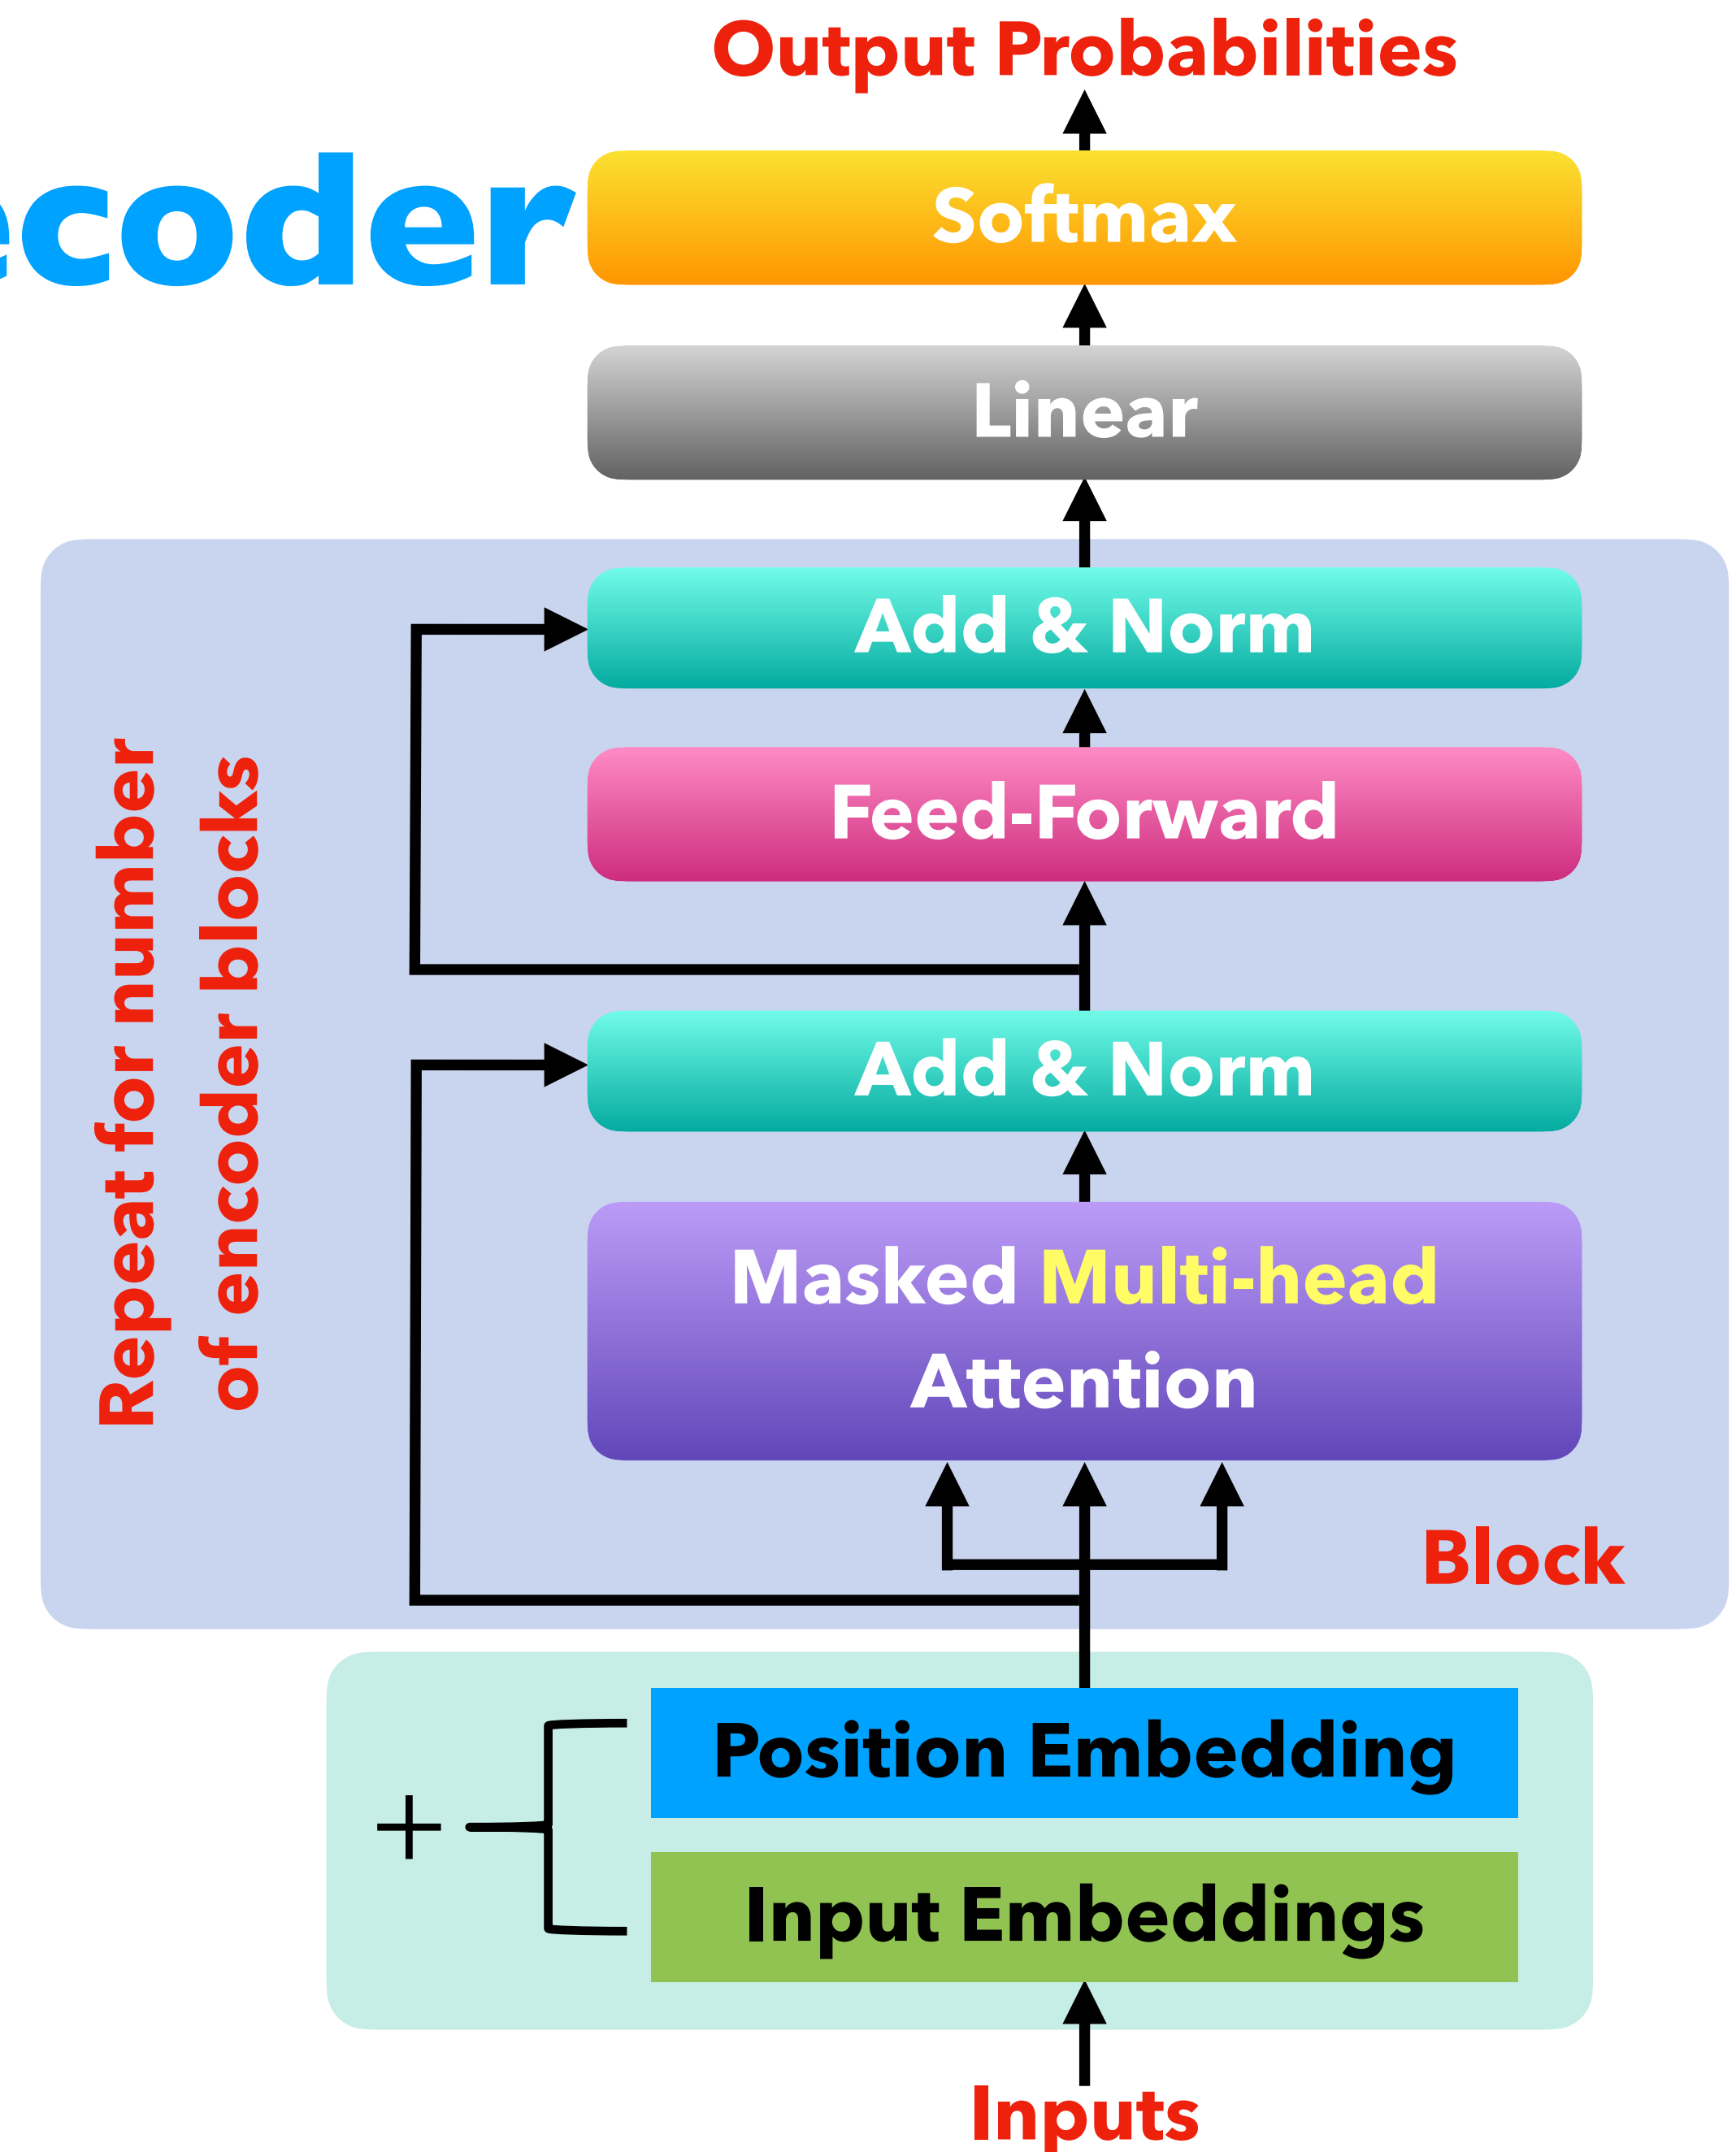 Output Probabilities
ecoder
Softmax
Linear
Add & Norm
Feed-Forward
Add & Norm
Masked Multi-head
Attention
Repeat for number
of encoder blocks
Block
+
Position Embedding
Input Embeddings
Inputs